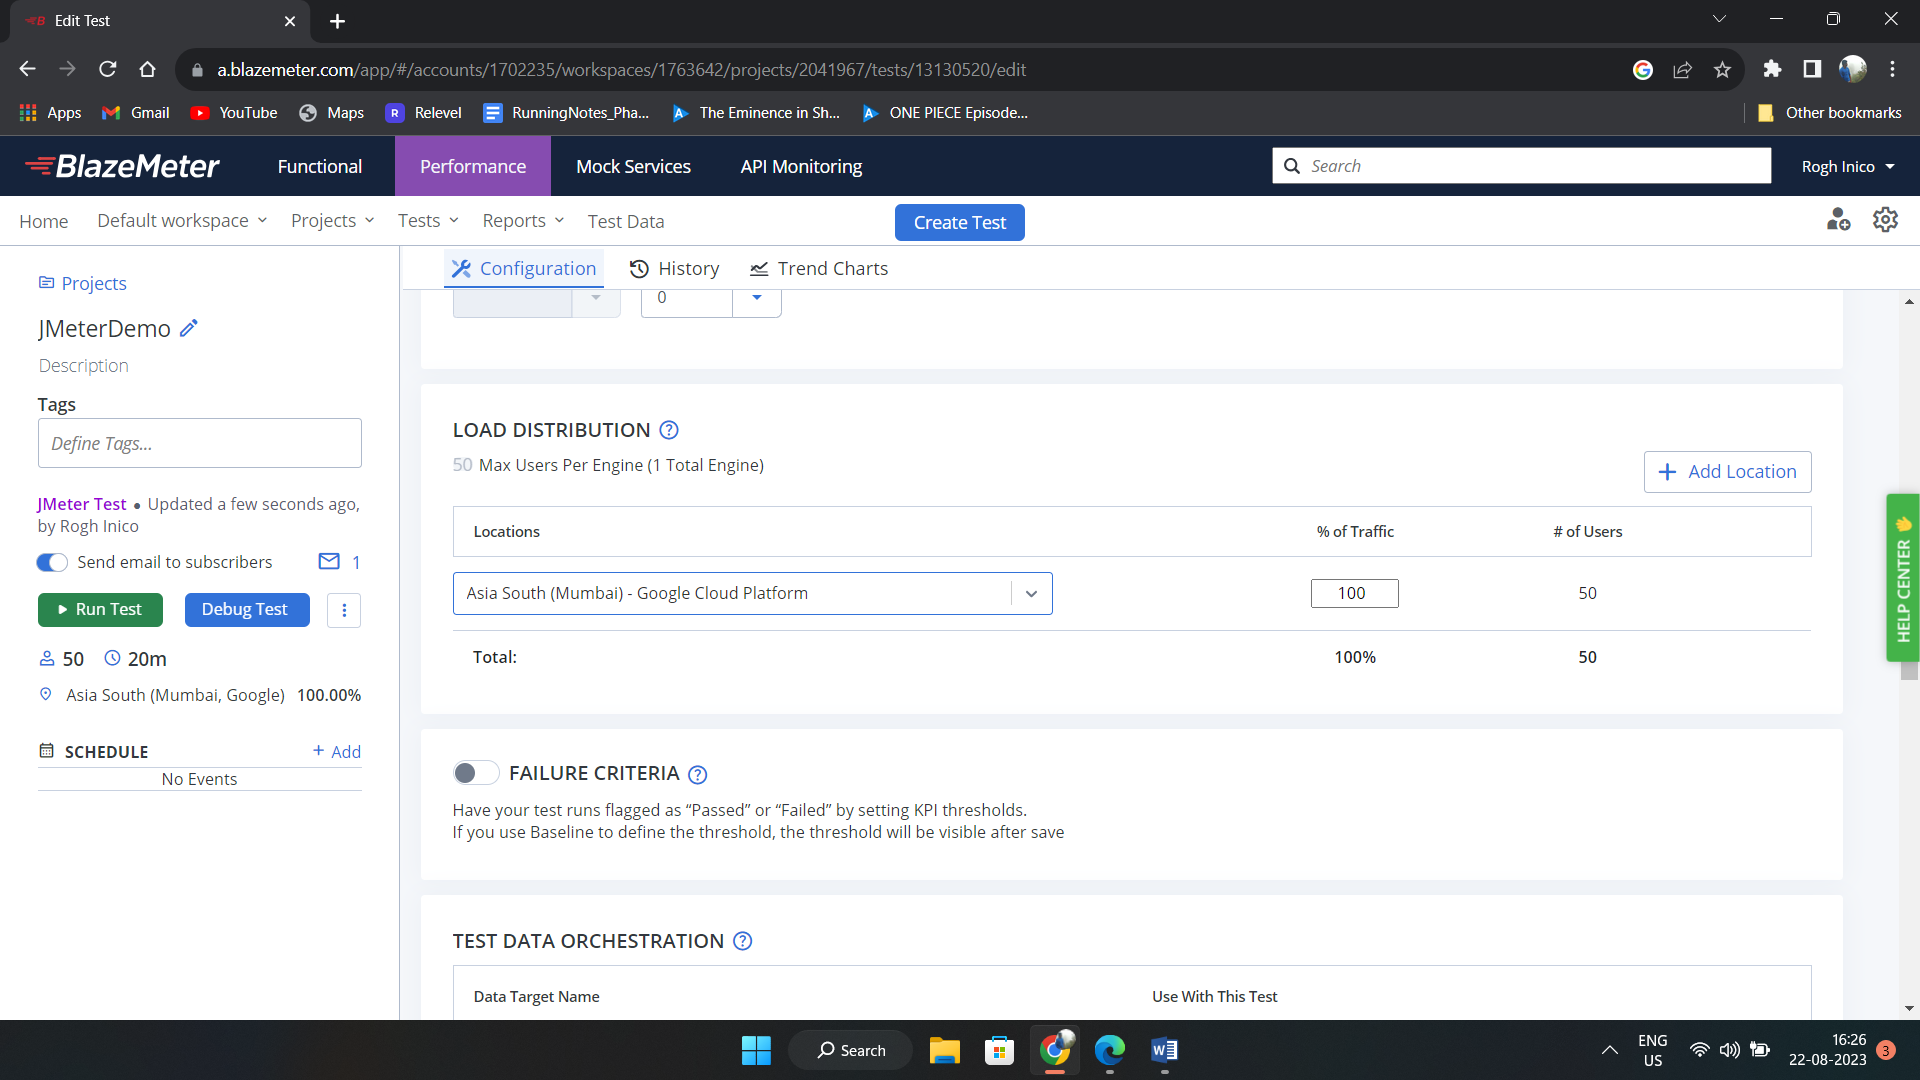 Edit Test
a.blazemeter.com/app/#/accounts/1702235/workspaces/1763642/projects/2041967/tests/13130520/edit
Apps
Gmail
YouTube
Maps
R
Relevel
RunningNotes_Pha...
The Eminence in Sh...
ONE PIECE Episode...
Other bookmarks
BlazeMeter
Functional
Performance
Mock Services
API Monitoring
Search
Rogh Inico
Home
Default workspace
Projects
Tests
Reports
Test Data
Create Test
Projects
JMeterDemo
Description
Tags
Define Tags...
JMeter Test • Updated a few seconds ago,
by Rogh Inico
Send email to subscribers
1
Run Test
Debug Test
50
20m
Asia South (Mumbai, Google) 100.00%
SCHEDULE
+ Add
No Events
Configuration
History
Trend Charts
0
LOAD DISTRIBUTION ?
50 Max Users Per Engine (1 Total Engine)
+ Add Location
Locations
% of Traffic
# of Users
Asia South (Mumbai) - Google Cloud Platform
100
50
Total:
100%
50
FAILURE CRITERIA ?
Have your test runs flagged as “Passed” or “Failed” by setting KPI thresholds.
If you use Baseline to define the threshold, the threshold will be visible after save
TEST DATA ORCHESTRATION ?
Data Target Name
Use With This Test
HELP CENTER
Search
W
ENG
US
16:26
22-08-2023
3